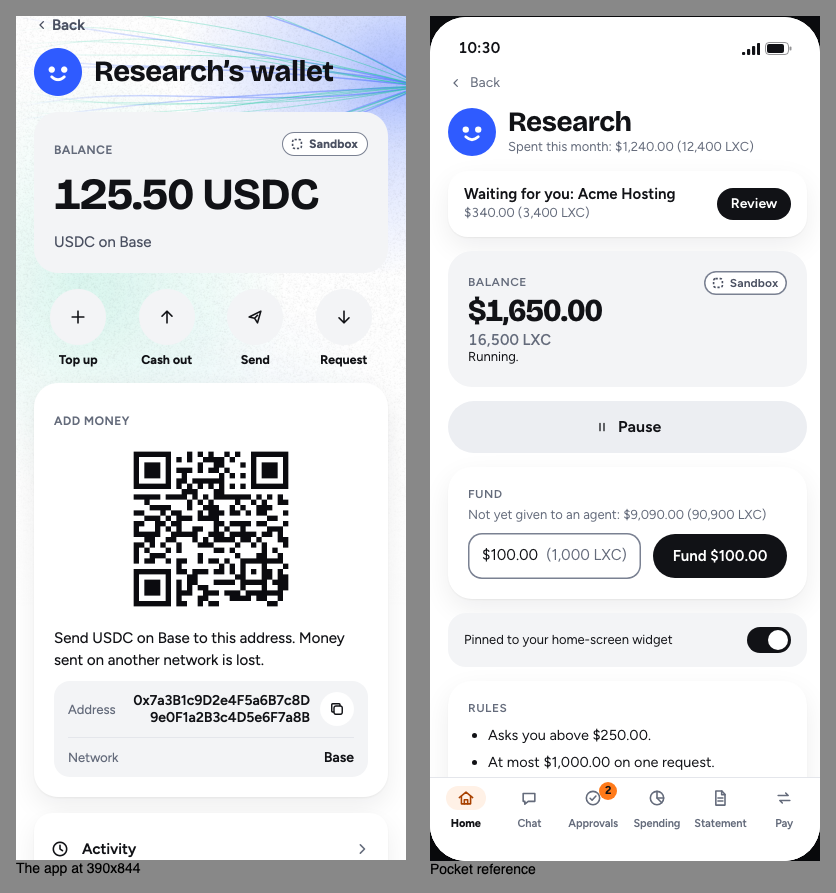 Back
Research's wallet
BALANCE
Sandbox
125.50 USDC
USDC on Base
Top up
Cash out
Send
Request
ADD MONEY
Send USDC on Base to this address. Money
sent on another network is lost.
Address
0x7a3B1c9D2e4F5a6B7c8D
9e0F1a2B3c4D5e6F7a8B
Network
Base
Activity
The app at 390x844
10:30
Back
Research
Spent this month: $1,240.00 (12,400 LXC)
Waiting for you: Acme Hosting
$340.00 (3,400 LXC)
Review
BALANCE
Sandbox
$1,650.00
16,500 LXC
Running.
Pause
FUND
Not yet given to an agent: $9,090.00 (90,900 LXC)
$100.00 (1,000 LXC)
Fund $100.00
Pinned to your home-screen widget
RULES
Asks you above $250.00.
At most $1,000.00 on one request.
2
Home
Chat
Approvals
Spending
Statement
Pay
Pocket reference